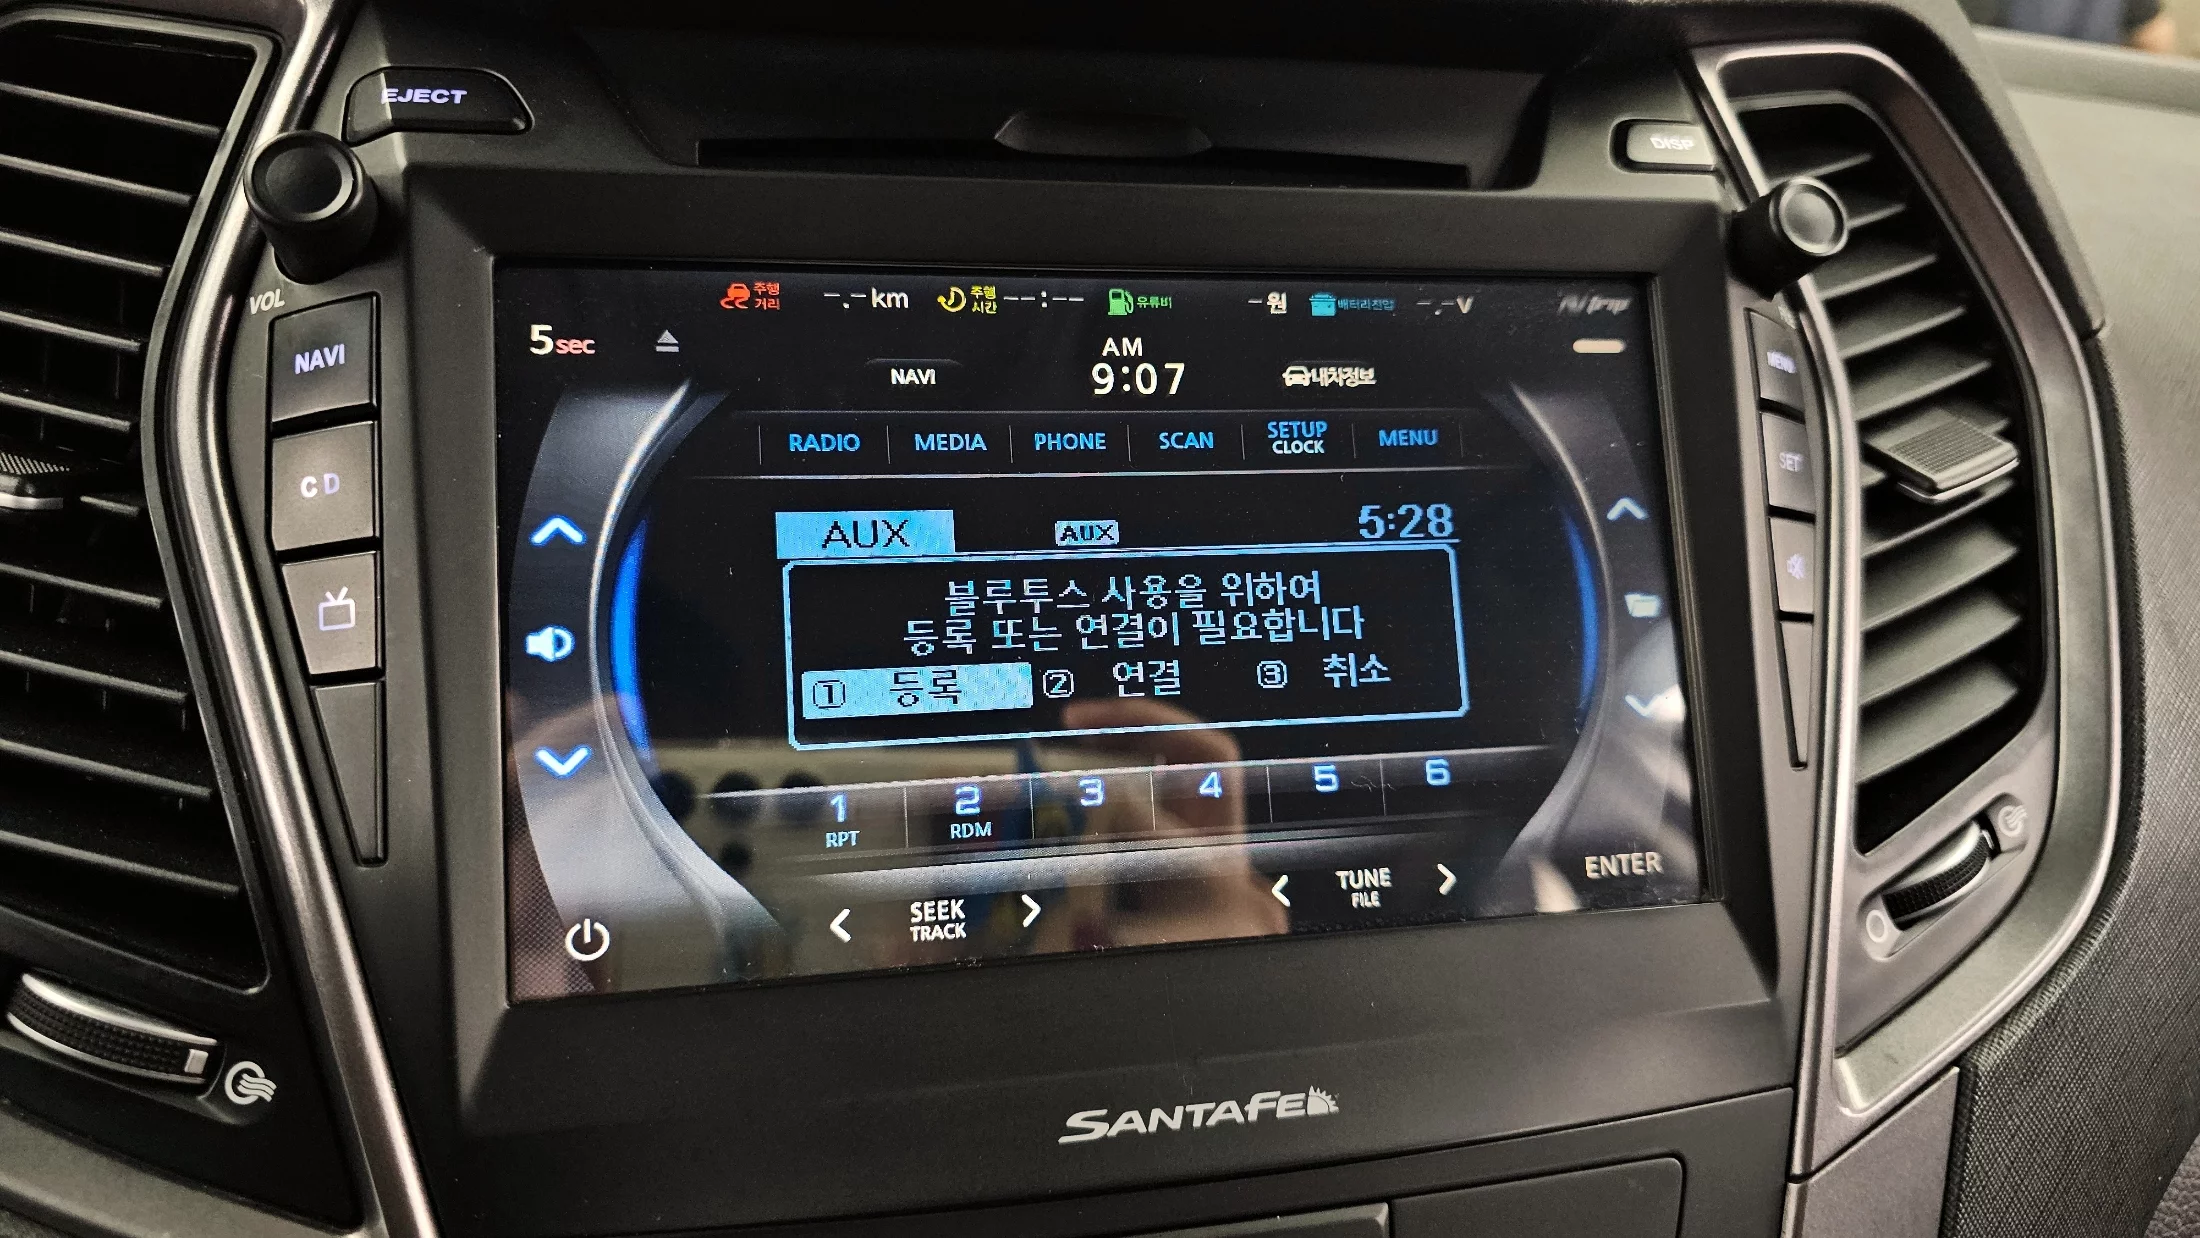 EJECT
DISP
VOL
NAVI
CD
MENU
SET
주행
거리
-.-km
주행
시간
--:--
유류비
-원
배터리전압
-.-V
5sec
AM
NAVI
9:07
내차정보
RADIO
MEDIA
PHONE
SCAN
SETUP
CLOCK
MENU
AUX
AUX
5:28
블루투스 사용을 위하여
등록 또는 연결이 필요합니다
① 등록 ② 연결 ③ 취소
1
RPT
2
RDM
3
4
5
6
SEEK
TRACK
TUNE
FILE
ENTER
SANTAFE